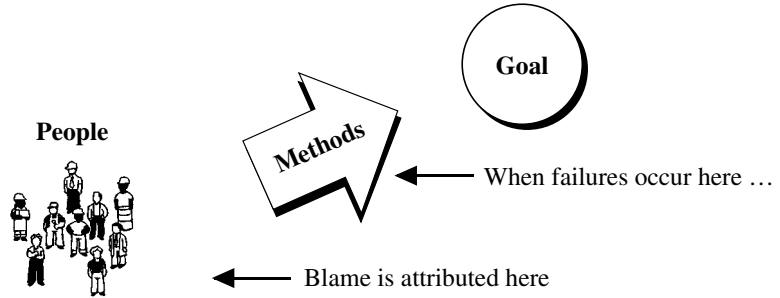 Goal
People
Methods
When failures occur here …
Blame is attributed here